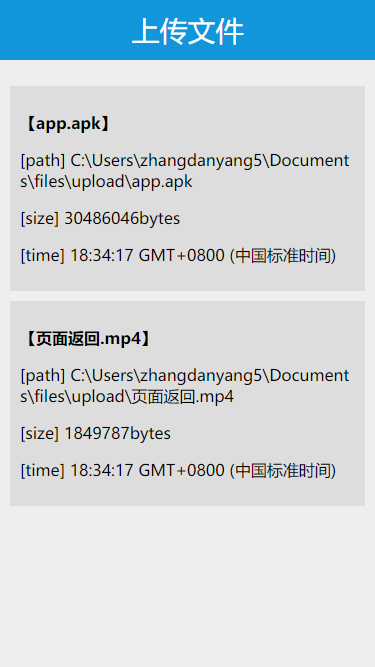 上传文件
【app.apk】
[path] C:\Users\zhangdanyang5\Document
s\files\upload\app.apk
[size] 30486046bytes
[time] 18:34:17 GMT+0800 (中国标准时间)
【页面返回.mp4】
[path] C:\Users\zhangdanyang5\Document
s\files\upload\页面返回.mp4
[size] 1849787bytes
[time] 18:34:17 GMT+0800 (中国标准时间)